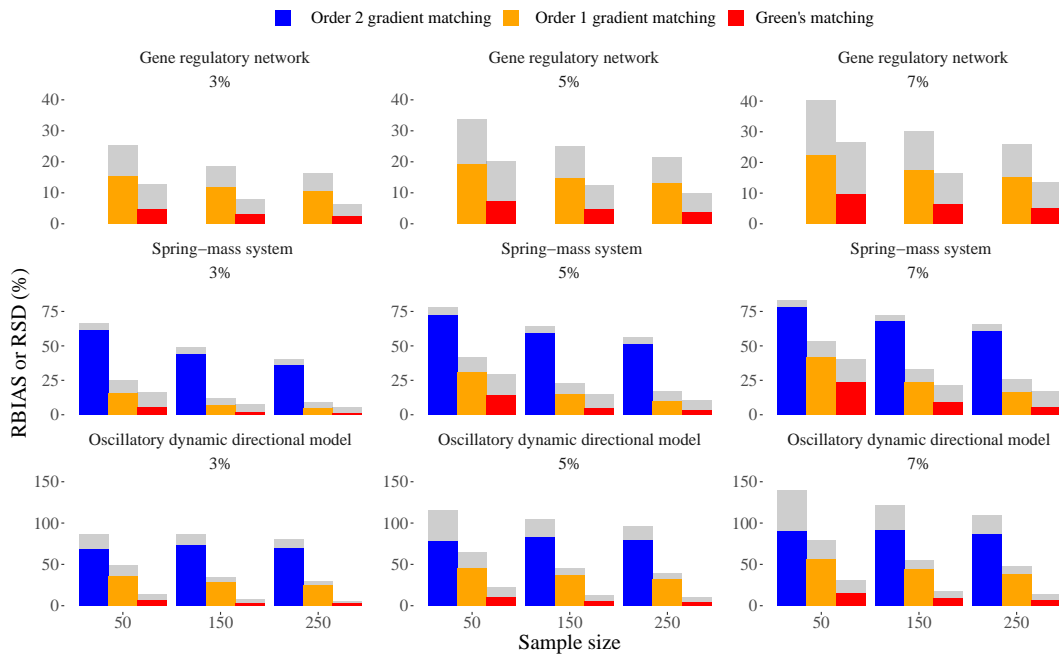 Order 2 gradient matching Order 1 gradient matching Green's matching
Gene regulatory network Gene regulatory network Gene regulatory network
3% 5% 7%
40 40 40
30 30 30
20 20 20
10 10 10
0 0 0
Spring−mass system Spring−mass system Spring−mass system
3% 5% 7%
75 75 75
50 50 50
25 25 25
0 0 0
Oscillatory dynamic directional model Oscillatory dynamic directional model Oscillatory dynamic directional model
3% 5% 7%
150 150 150
100 100 100
50 50 50
0 0 0
50 150 250 50 150 250 50 150 250
Sample size
RBIAS or RSD (%)